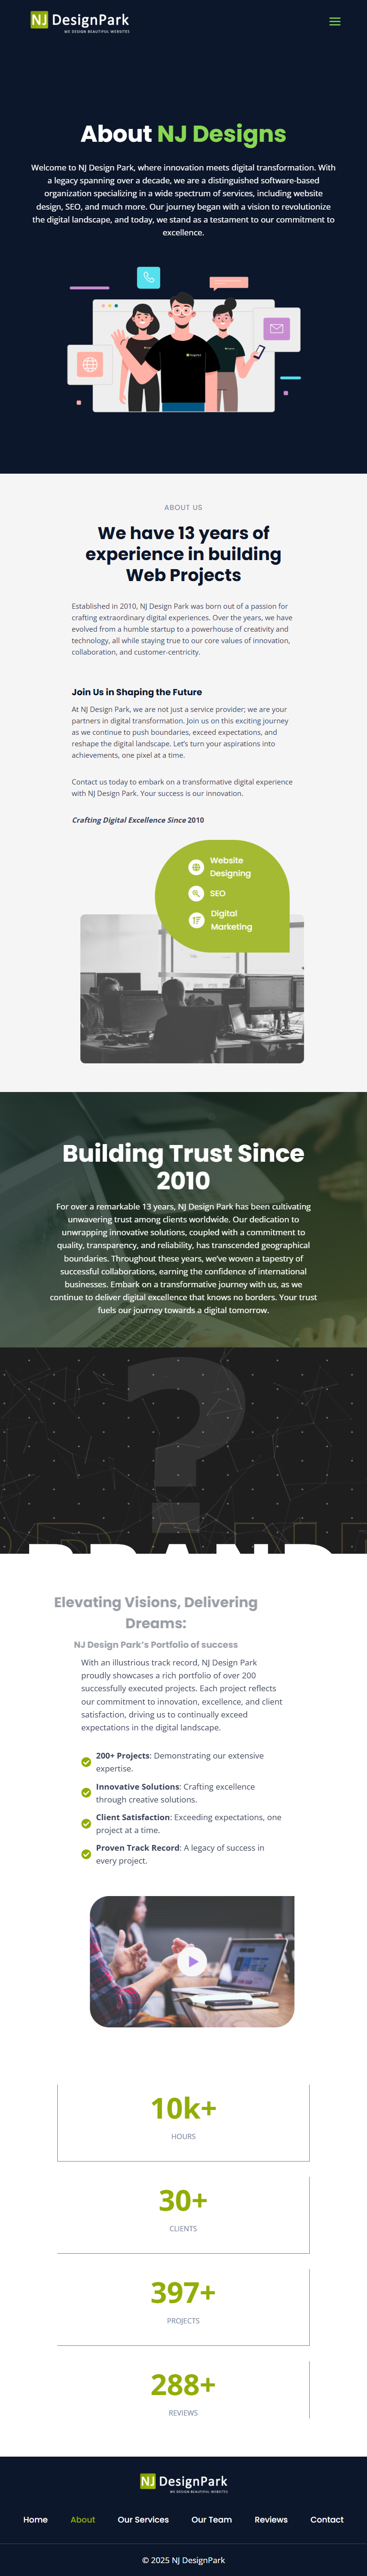 NJ DesignPark
WE DESIGN BEAUTIFUL WEBSITES
About NJ Designs
Welcome to NJ Design Park, where innovation meets digital transformation. With
a legacy spanning over a decade, we are a distinguished software-based
organization specializing in a wide spectrum of services, including website
design, SEO, and much more. Our journey began with a vision to revolutionize
the digital landscape, and today, we stand as a testament to our commitment to
excellence.
ABOUT US
We have 13 years of
experience in building
Web Projects
Established in 2010, NJ Design Park was born out of a passion for
crafting extraordinary digital experiences. Over the years, we have
evolved from a humble startup to a powerhouse of creativity and
technology, all while staying true to our core values of innovation,
collaboration, and customer-centricity.
Join Us in Shaping the Future
At NJ Design Park, we are not just a service provider; we are your
partners in digital transformation. Join us on this exciting journey
as we continue to push boundaries, exceed expectations, and
reshape the digital landscape. Let's turn your aspirations into
achievements, one pixel at a time.
Contact us today to embark on a transformative digital experience
with NJ Design Park. Your success is our innovation.
Crafting Digital Excellence Since 2010
Website
Designing
SEO
Digital
Marketing
Building Trust Since
2010
For over a remarkable 13 years, NJ Design Park has been cultivating
unwavering trust among clients worldwide. Our dedication to
unwrapping innovative solutions, coupled with a commitment to
quality, transparency, and reliability, has transcended geographical
boundaries. Throughout these years, we've woven a tapestry of
successful collaborations, earning the confidence of international
businesses. Embark on a transformative journey with us, as we
continue to deliver digital excellence that knows no borders. Your trust
fuels our journey towards a digital tomorrow.
?
BRAND
Elevating Visions, Delivering
Dreams:
NJ Design Park's Portfolio of success
With an illustrious track record, NJ Design Park
proudly showcases a rich portfolio of over 200
successfully executed projects. Each project reflects
our commitment to innovation, excellence, and client
satisfaction, driving us to continually exceed
expectations in the digital landscape.
200+ Projects: Demonstrating our extensive
expertise.
Innovative Solutions: Crafting excellence
through creative solutions.
Client Satisfaction: Exceeding expectations, one
project at a time.
Proven Track Record: A legacy of success in
every project.
10k+
HOURS
30+
CLIENTS
397+
PROJECTS
288+
REVIEWS
NJ DesignPark
WE DESIGN BEAUTIFUL WEBSITES
Home About Our Services Our Team Reviews Contact
© 2025 NJ DesignPark